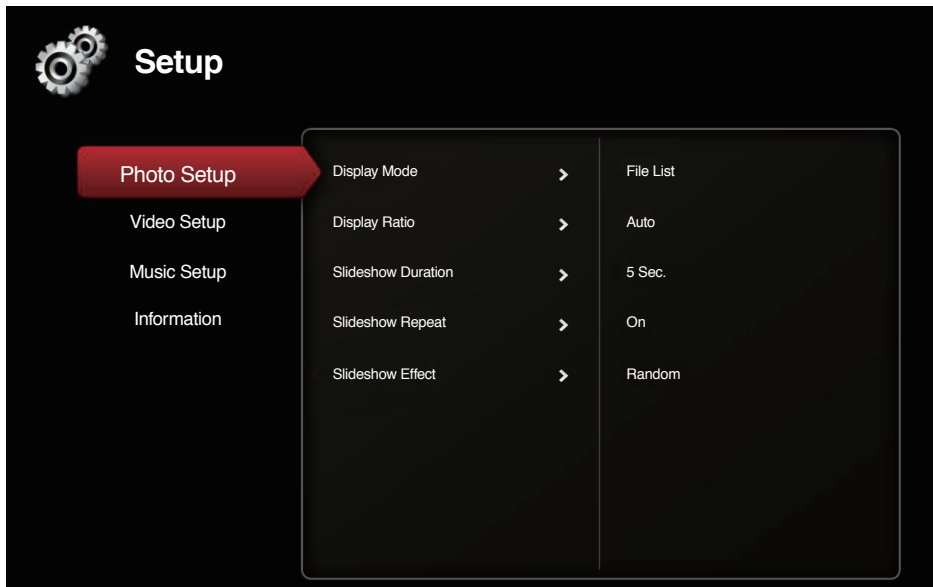 Setup
Photo Setup
Video Setup
Music Setup
Information
Display Mode File List
Display Ratio Auto
Slideshow Duration 5 Sec.
Slideshow Repeat On
Slideshow Effect Random